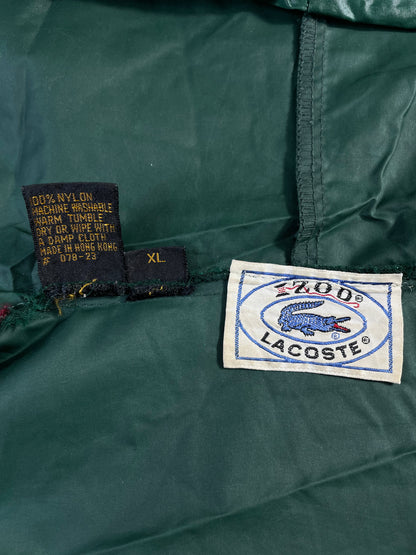 100% NYLON
MACHINE WASHABLE
WARM TUMBLE
DRY OR WIPE WITH
A DAMP CLOTH
MADE IN HONG KONG
# 078-23
XL
IZOD®
®
LACOSTE®